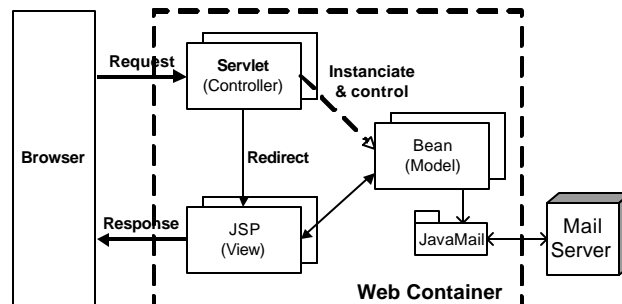 Request
Servlet
(Controller)
Instanciate
& control
Browser
Redirect
Bean
(Model)
Response
JSP
(View)
JavaMail
Mail
Server
Web Container